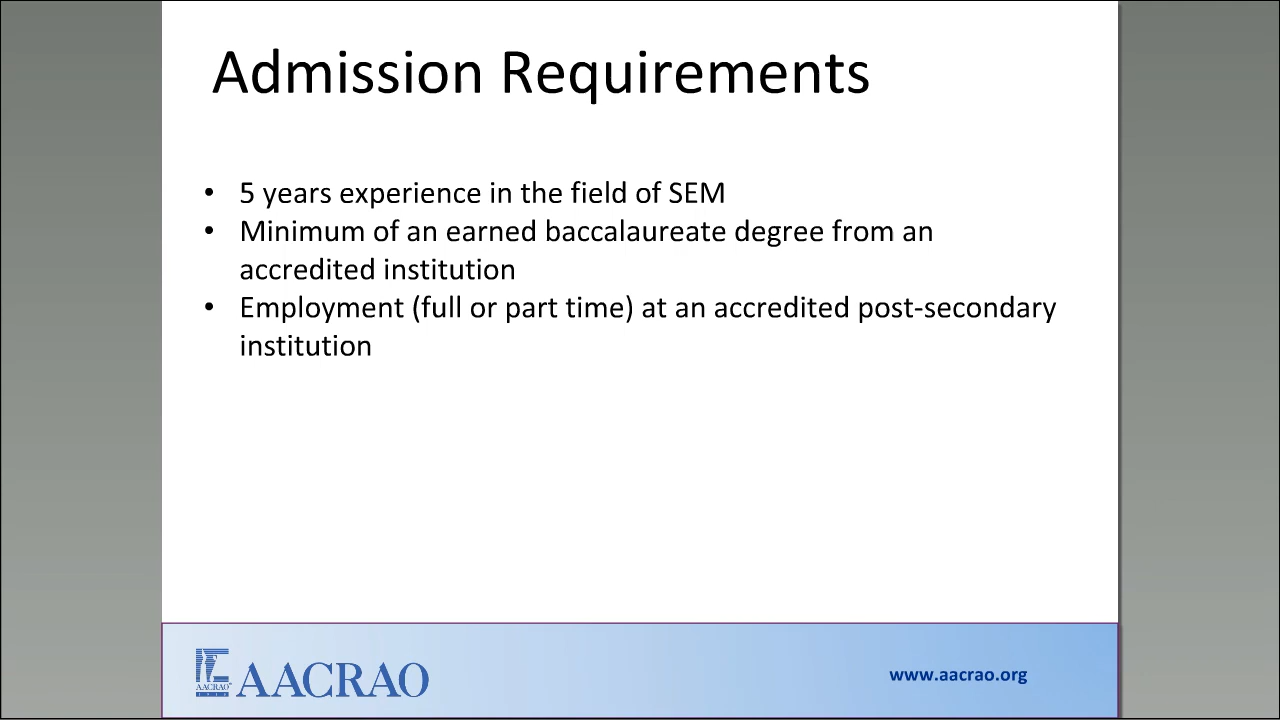 Admission Requirements
• 5 years experience in the field of SEM
• Minimum of an earned baccalaureate degree from an
accredited institution
• Employment (full or part time) at an accredited post-secondary
institution
AACRAO
AACRAO
www.aacrao.org